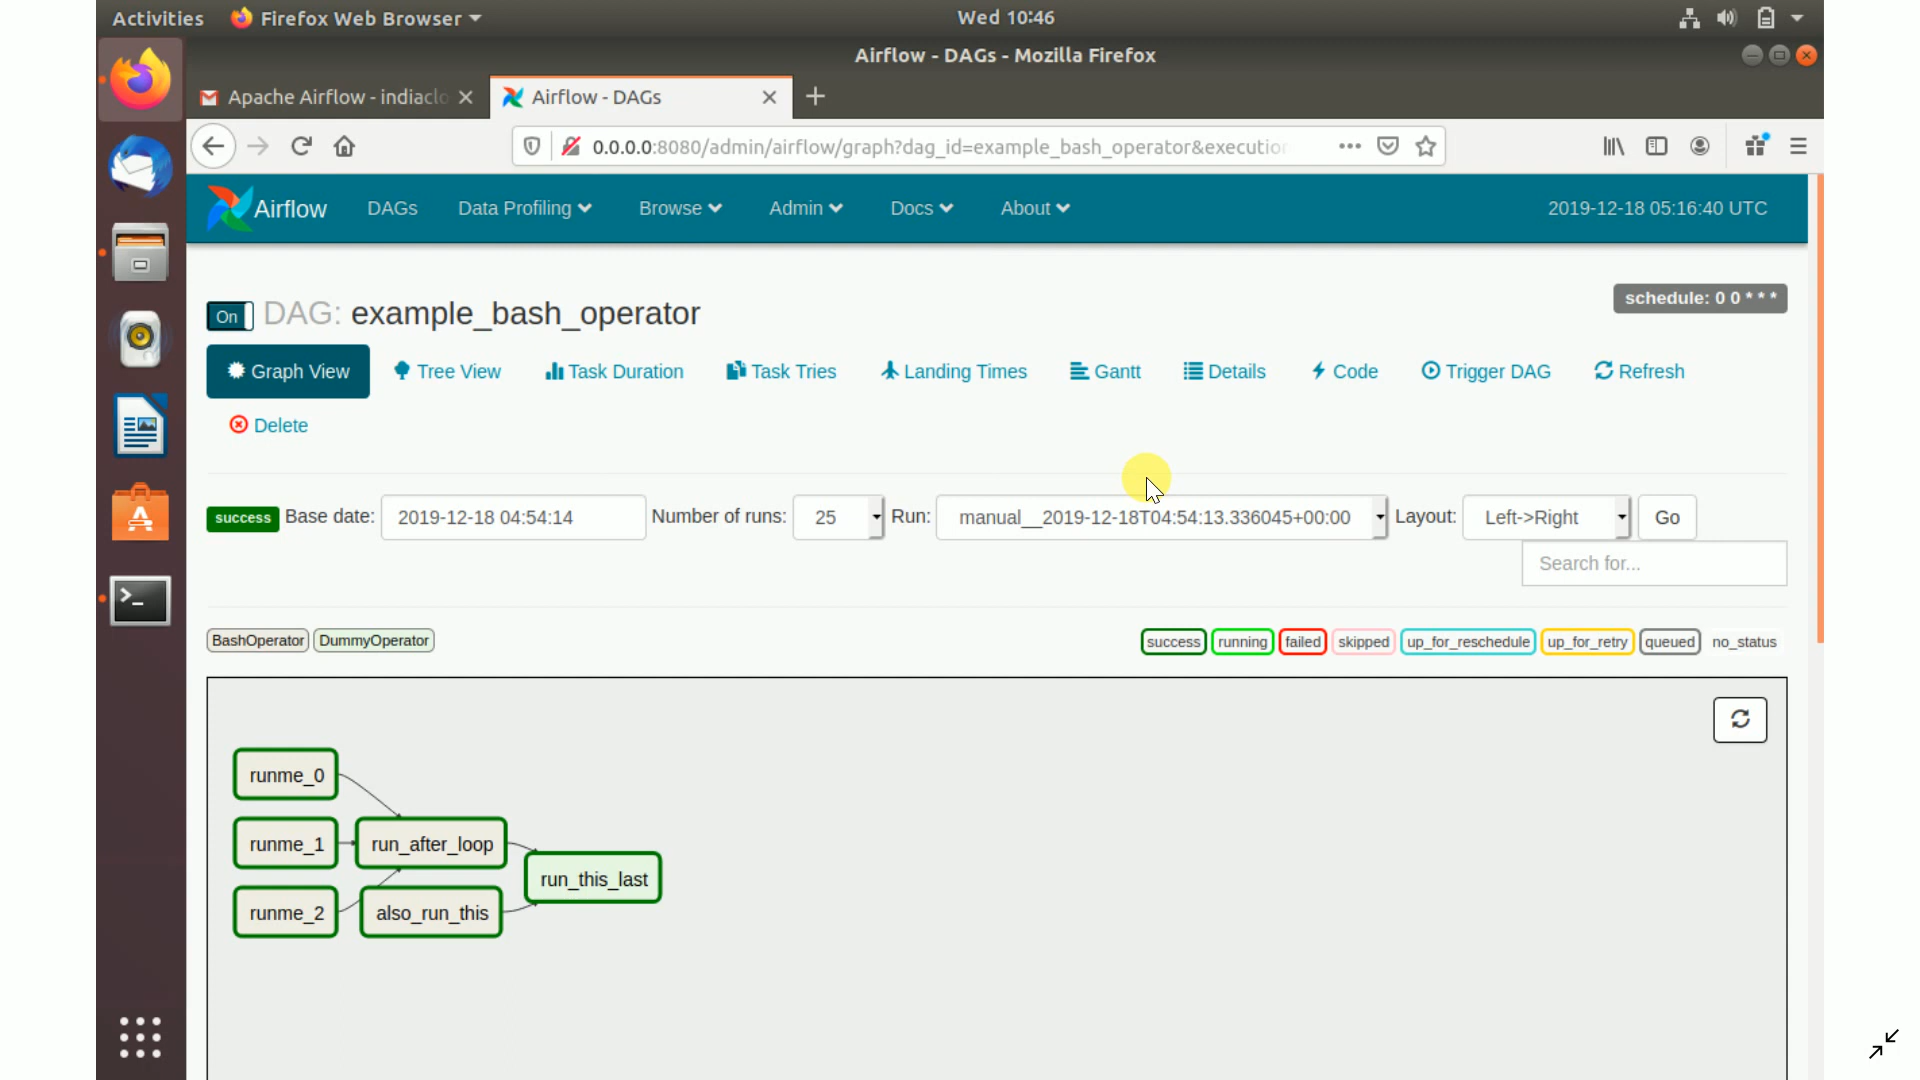 Activities Firefox Web Browser Wed 10:46
Airflow - DAGs - Mozilla Firefox
Apache Airflow - indiaclo Airflow - DAGs
0.0.0.0:8080/admin/airflow/graph?dag_id=example_bash_operator&execution
Airflow DAGs Data Profiling Browse Admin Docs About 2019-12-18 05:16:40 UTC
schedule: 0 0 * * *
On DAG: example_bash_operator
Graph View Tree View Task Duration Task Tries Landing Times Gantt Details Code Trigger DAG Refresh
Delete
success Base date: 2019-12-18 04:54:14 Number of runs: 25 Run: manual__2019-12-18T04:54:13.336045+00:00 Layout: Left->Right Go
Search for...
BashOperator DummyOperator success running failed skipped up_for_reschedule up_for_retry queued no_status
runme_0
runme_1 run_after_loop
run_this_last
runme_2 also_run_this